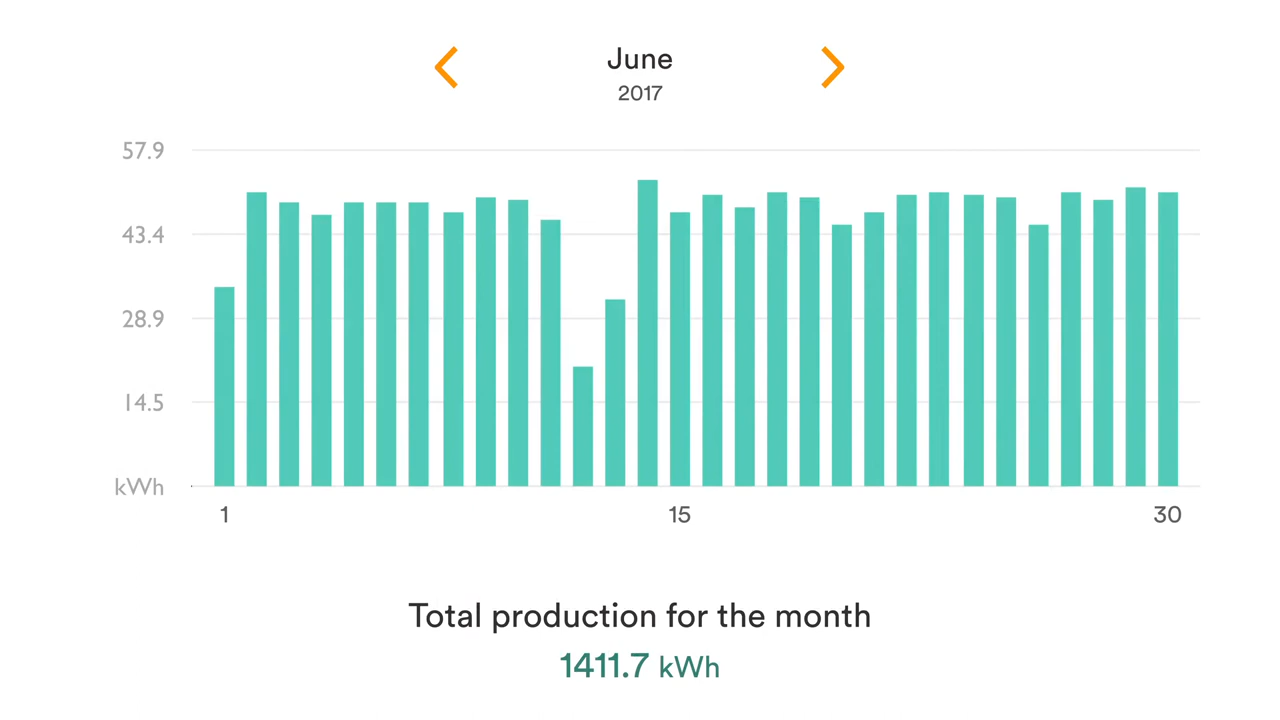 June
2017
57.9
43.4
28.9
14.5
kWh
1 15 30
Total production for the month
1411.7 kWh